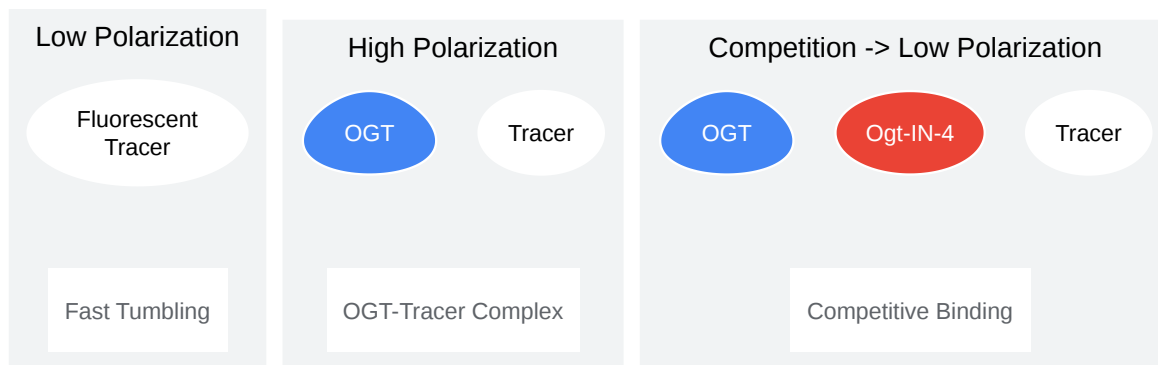 Low Polarization
Fluorescent
Tracer
Fast Tumbling
High Polarization
OGT
Tracer
OGT-Tracer Complex
Competition -> Low Polarization
OGT
Ogt-IN-4
Tracer
Competitive Binding